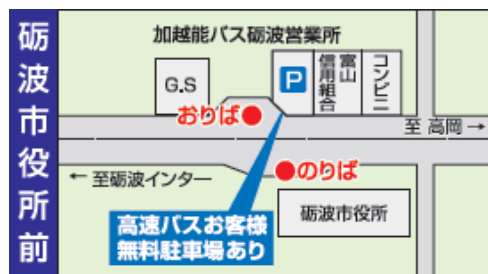 砺波市役所前
加越能バス砺波営業所
G.S
P
富山
信用組合
コンビニ
おりば
至 高岡→
←至砺波インター
のりば
砺波市役所
高速バスお客様
無料駐車場あり